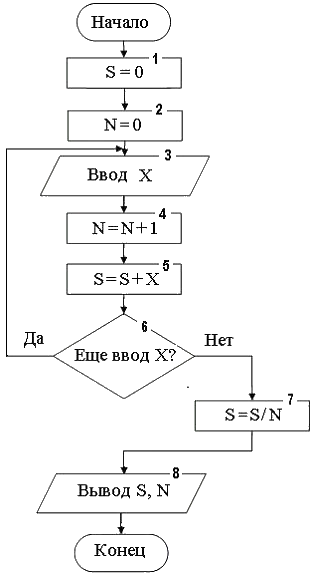 Начало
1
S = 0
2
N=0
3
Ввод X
4
N=N+1
5
S=S+X
6
Да
Еще ввод X?
Нет
7
S=S/N
8
Вывод S, N
Конец